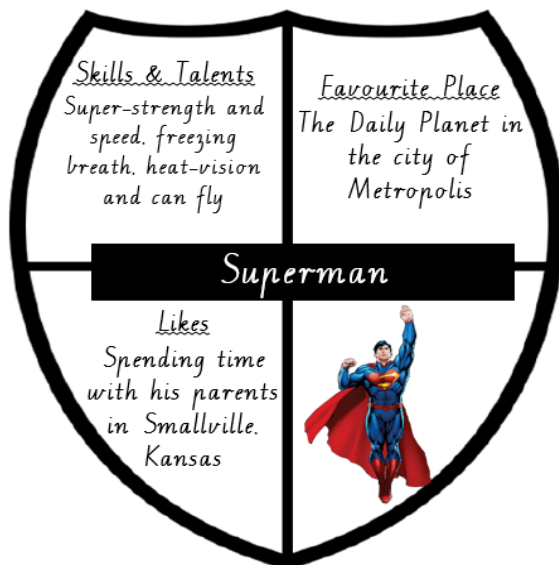 Skills & Talents
Super-strength and
speed, freezing
breath, heat-vision
and can fly
Favourite Place
The Daily Planet in
the city of
Metropolis
Superman
Likes
Spending time
with his parents
in Smallville,
Kansas